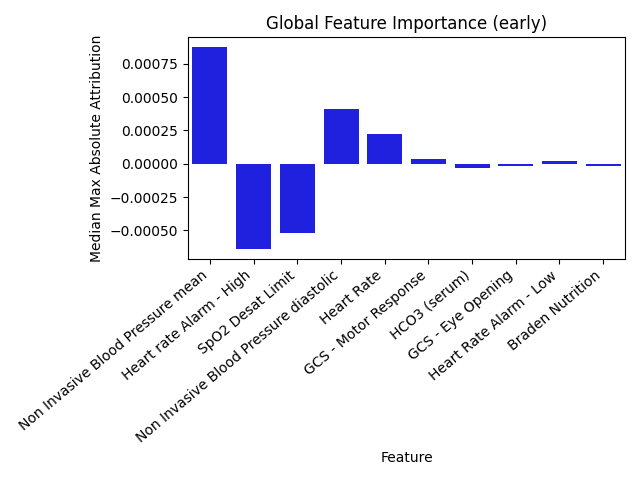 Global Feature Importance (early)
Median Max Absolute Attribution
0.00075
0.00050
0.00025
0.00000
−0.00025
−0.00050
Non Invasive Blood Pressure mean
Heart rate Alarm - High
SpO2 Desat Limit
Non Invasive Blood Pressure diastolic
Heart Rate
GCS - Motor Response
HCO3 (serum)
GCS - Eye Opening
Heart Rate Alarm - Low
Braden Nutrition
Feature